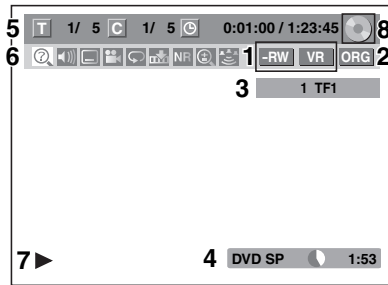 5 T 1/ 5 C 1/ 5 0:01:00 / 1:23:45 8
6 NR 1 -RW VR ORG 2
3 1 TF1
7 4 DVD SP 1:53